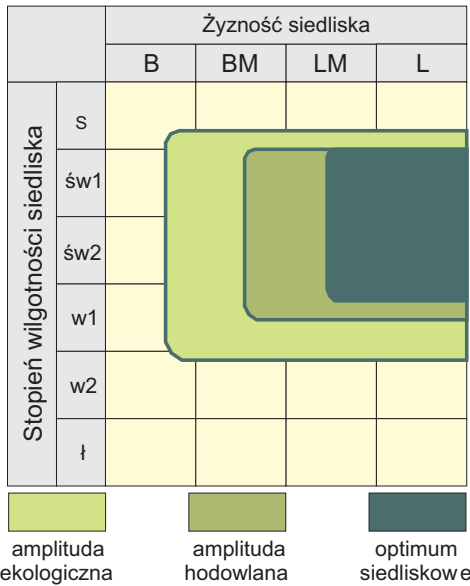 Żyzność siedliska
B BM LM L
Stopień wilgotności siedliska
s
św1
św2
w1
w2
ł
amplituda
ekologiczna
amplituda
hodowlana
optimum
siedliskowe